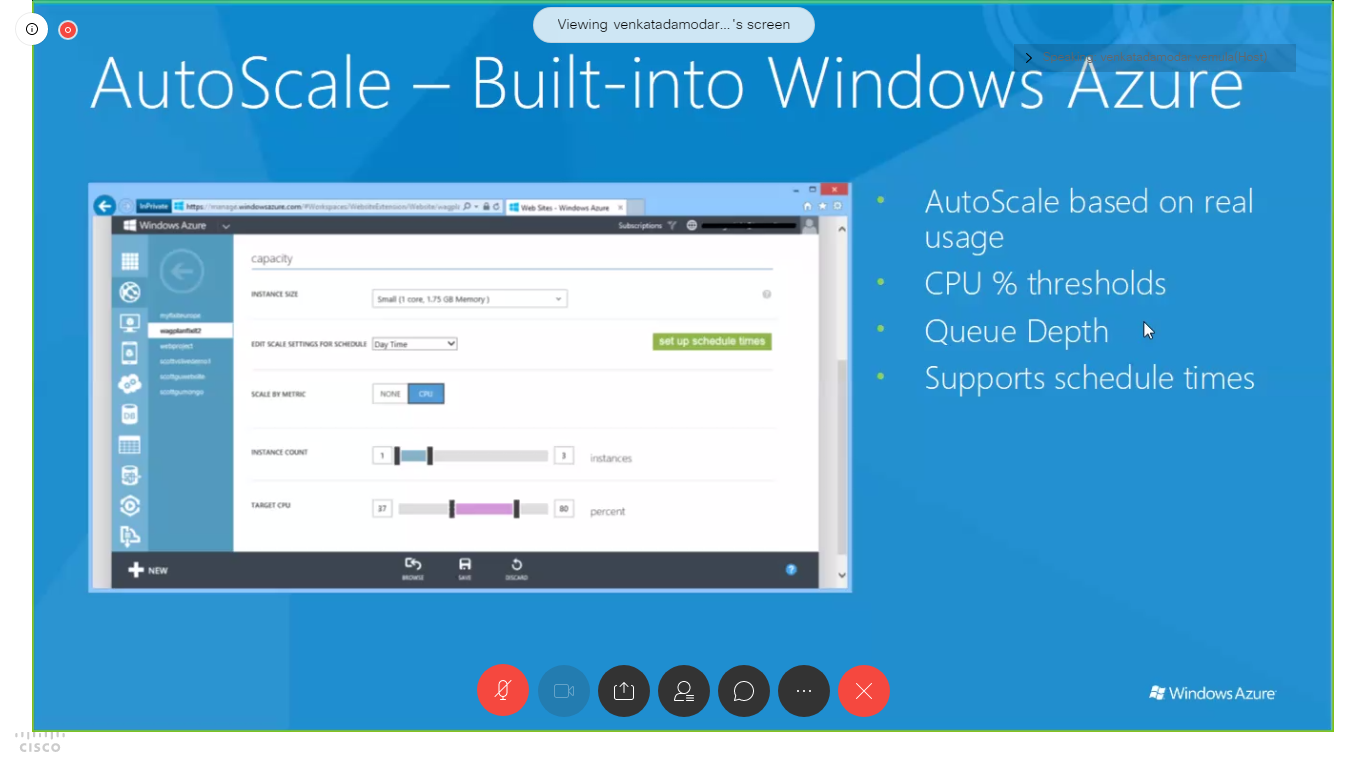 Viewing venkatadamodar...'s screen
AutoScale – Built-into Windows Azure
InPrivate
Web Sites - Windows Azure
Windows Azure
Subscriptions
capacity
INSTANCE SIZE
Small (1 core, 1.75 GB Memory)
EDIT SCALE SETTINGS FOR SCHEDULE Day Time
set up schedule times
SCALE BY METRIC
NONE CPU
INSTANCE COUNT
1 3 instances
TARGET CPU
37 80 percent
webproject
NEW
BROWSE SAVE DISCARD
• AutoScale based on real
usage
• CPU % thresholds
• Queue Depth
• Supports schedule times
Windows Azure
CISCO